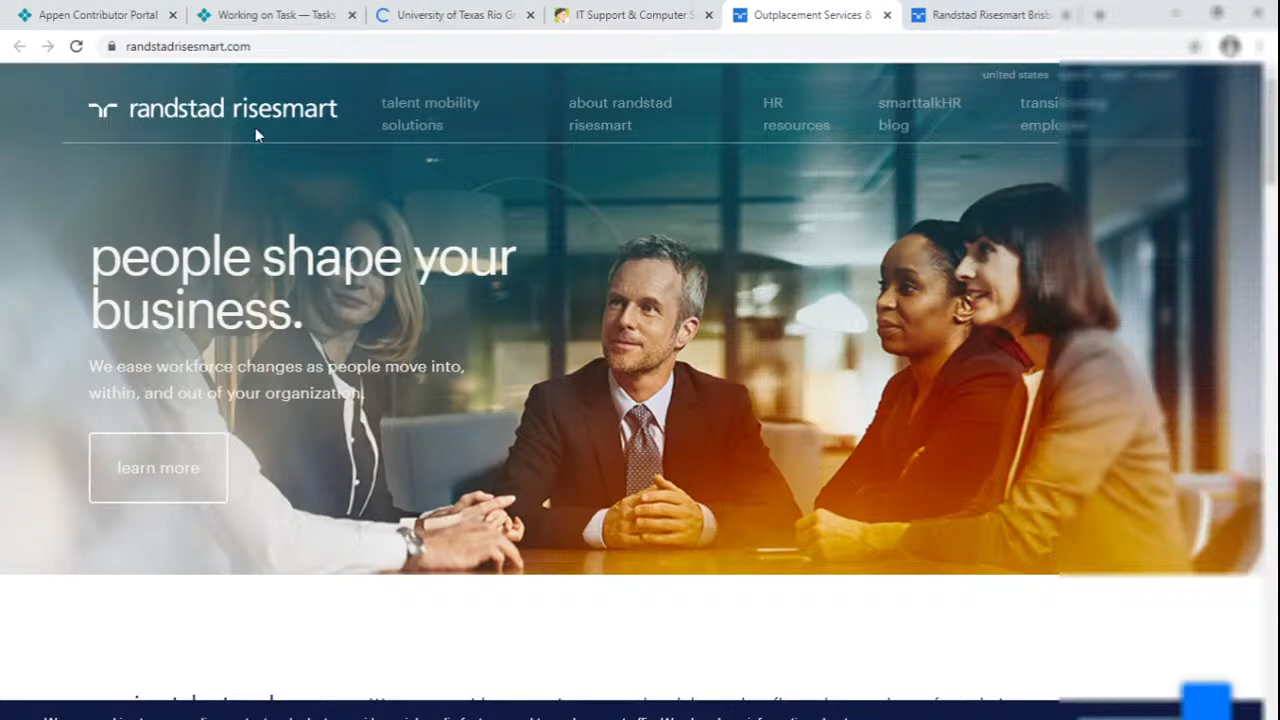 Appen Contributor Portal
Working on Task — Tasks
University of Texas Rio Gr
IT Support & Computer S
Outplacement Services &
Randstad Risesmart Brisb
randstadrisesmart.com
united states
randstad risesmart
talent mobility
solutions
about randstad
risesmart
HR
resources
smarttalkHR
blog
people shape your
business.
We ease workforce changes as people move into,
within, and out of your organization.
learn more